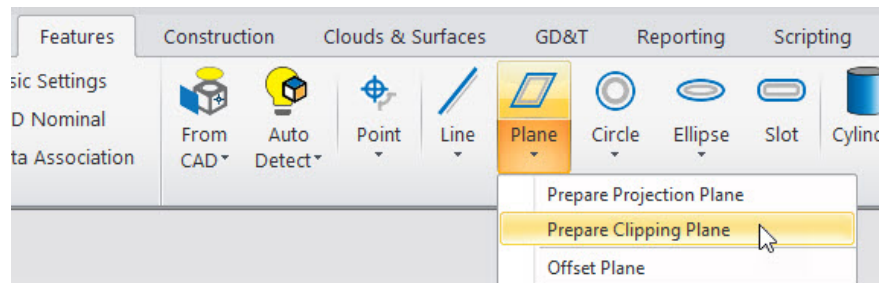 Features Construction Clouds & Surfaces GD&T Reporting Scripting
sic Settings
D Nominal
ta Association
From CAD
Auto Detect
Point
Line
Plane
Circle
Ellipse
Slot
Cylinc
Prepare Projection Plane
Prepare Clipping Plane
Offset Plane